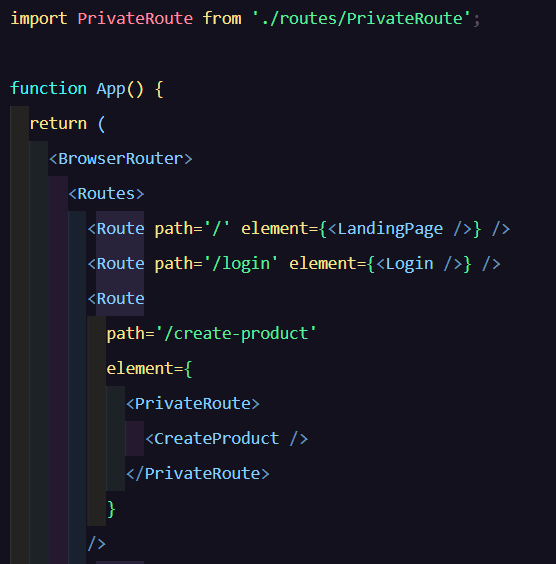 import PrivateRoute from './routes/PrivateRoute';
function App() {
return (
<BrowserRouter>
<Routes>
<Route path='/' element={<LandingPage />} />
<Route path='/login' element={<Login />} />
<Route
path='/create-product'
element={
<PrivateRoute>
<CreateProduct />
</PrivateRoute>
}
/>